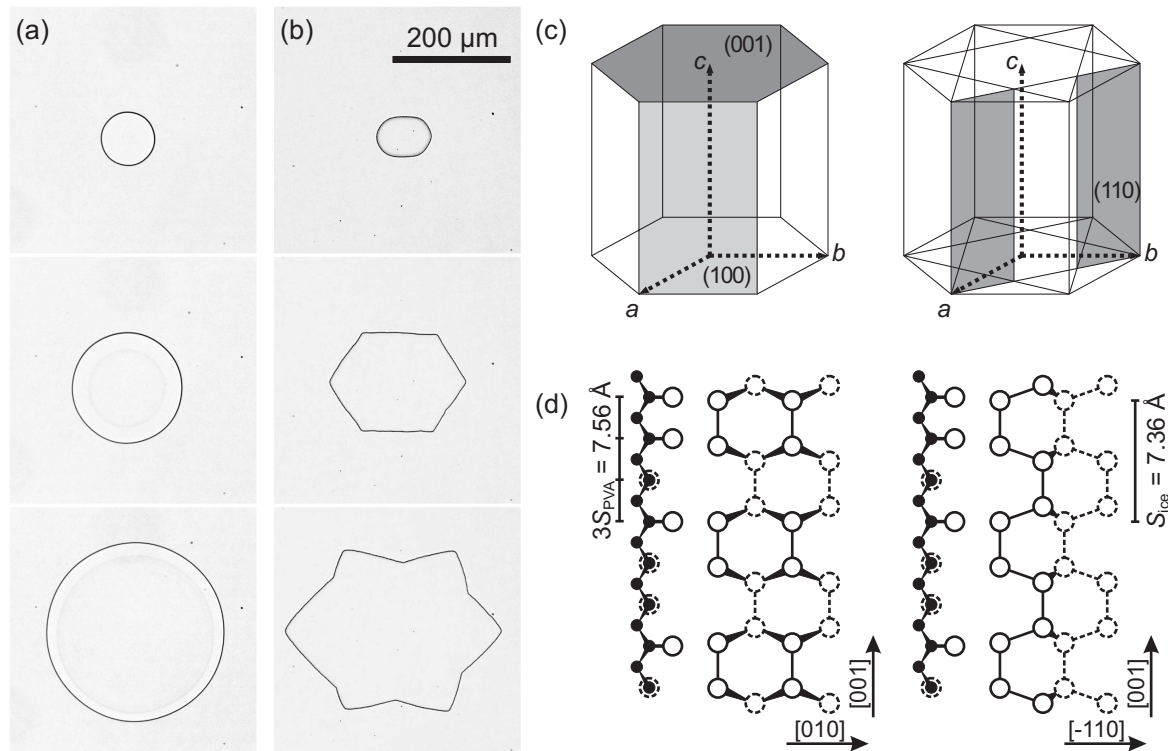 (a)
(b)
200 μm
(c)
c
(001)
(100)
a
b
c
(110)
a
b
(d)
3S_PVA = 7.56 Å
[001]
[010]
S_ice = 7.36 Å
[001]
[-110]